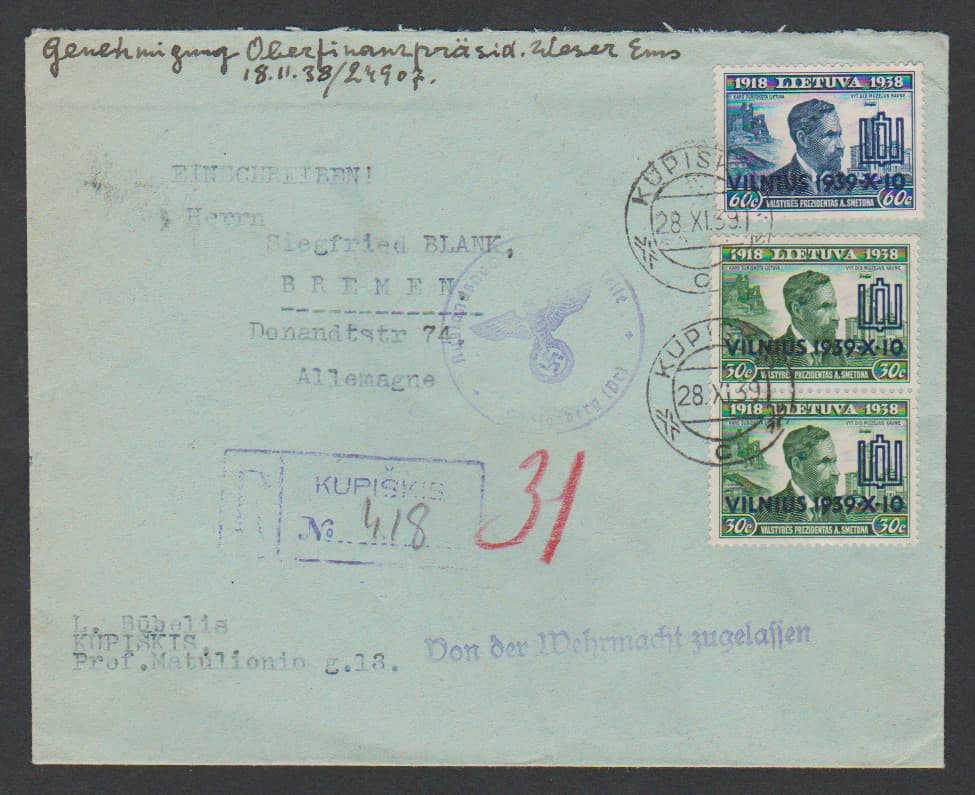 Genehmigung Oberfinanzpräsid. Weser Ems
18.11.38/24907.
1918 LIETUVA 1938
VILNIUS 1939-X-10
60c VALSTYBĖS PREZIDENTAS A. SMETONA 60c
KUPIŠ
28.XI.39
C
EINSCHREIBEN!
Herrn
Siegfried BLANK,
BREMEN.
Donandtstr 74.
Allemagne
1918 LIETUVA 1938
VILNIUS 1939-X-10
30c VALSTYBĖS PREZIDENTAS A. SMETONA 30c
KUPIŠ
28.XI.39
C
1918 LIETUVA 1938
VILNIUS 1939-X-10
30c VALSTYBĖS PREZIDENTAS A. SMETONA 30c
R KUPIŠKIS
№ 418
31
L. Būbelis
KUPIŠKIS,
Prof.Matulionio g.13.
Von der Wehrmacht zugelassen